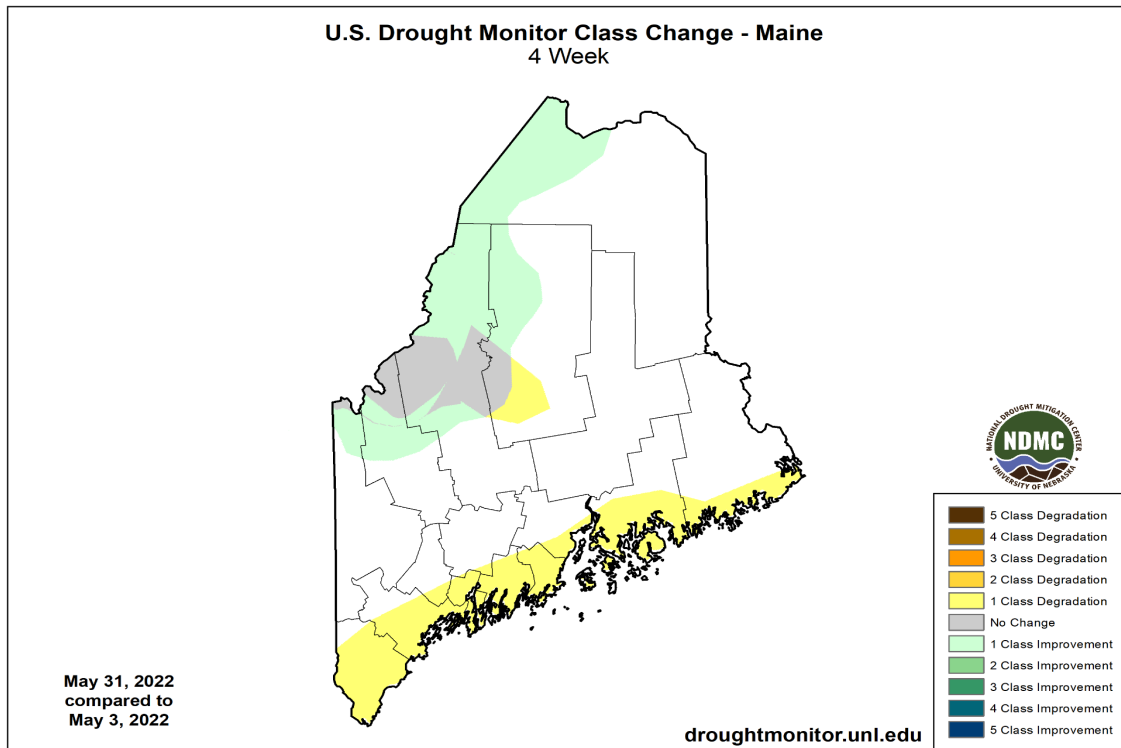 U.S. Drought Monitor Class Change - Maine
4 Week
NATIONAL DROUGHT MITIGATION CENTER
NDMC
UNIVERSITY OF NEBRASKA
5 Class Degradation
4 Class Degradation
3 Class Degradation
2 Class Degradation
1 Class Degradation
No Change
1 Class Improvement
2 Class Improvement
3 Class Improvement
4 Class Improvement
5 Class Improvement
May 31, 2022
compared to
May 3, 2022
droughtmonitor.unl.edu